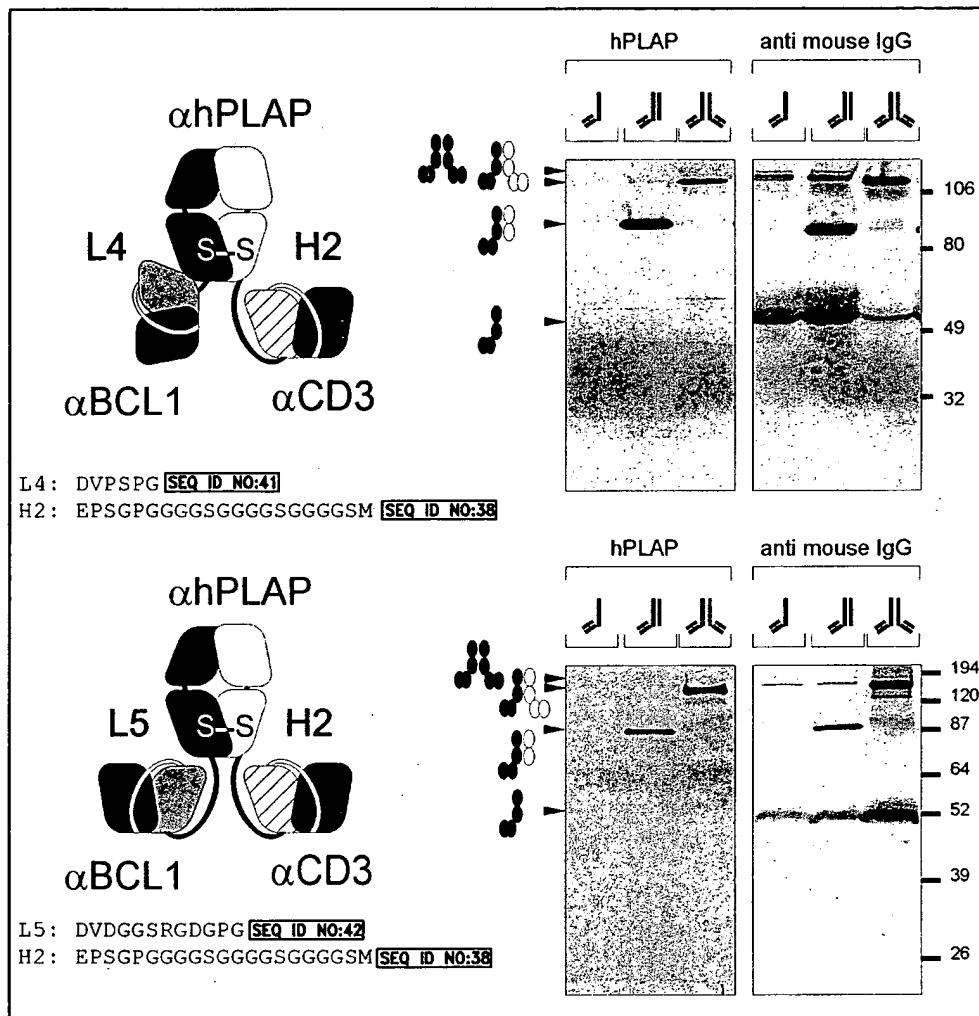 hPLAP
anti mouse IgG
αhPLAP
L4
S-S
H2
αBCL1
αCD3
106
80
49
32
L4: DVPSPG SEQ ID NO:41
H2: EPSGPGGGGSGGGGSGGGGSM SEQ ID NO:38
hPLAP
anti mouse IgG
αhPLAP
L5
S-S
H2
αBCL1
αCD3
194
120
87
64
52
39
26
L5: DVDGGSRGDGPG SEQ ID NO:42
H2: EPSGPGGGGSGGGGSGGGGSM SEQ ID NO:38